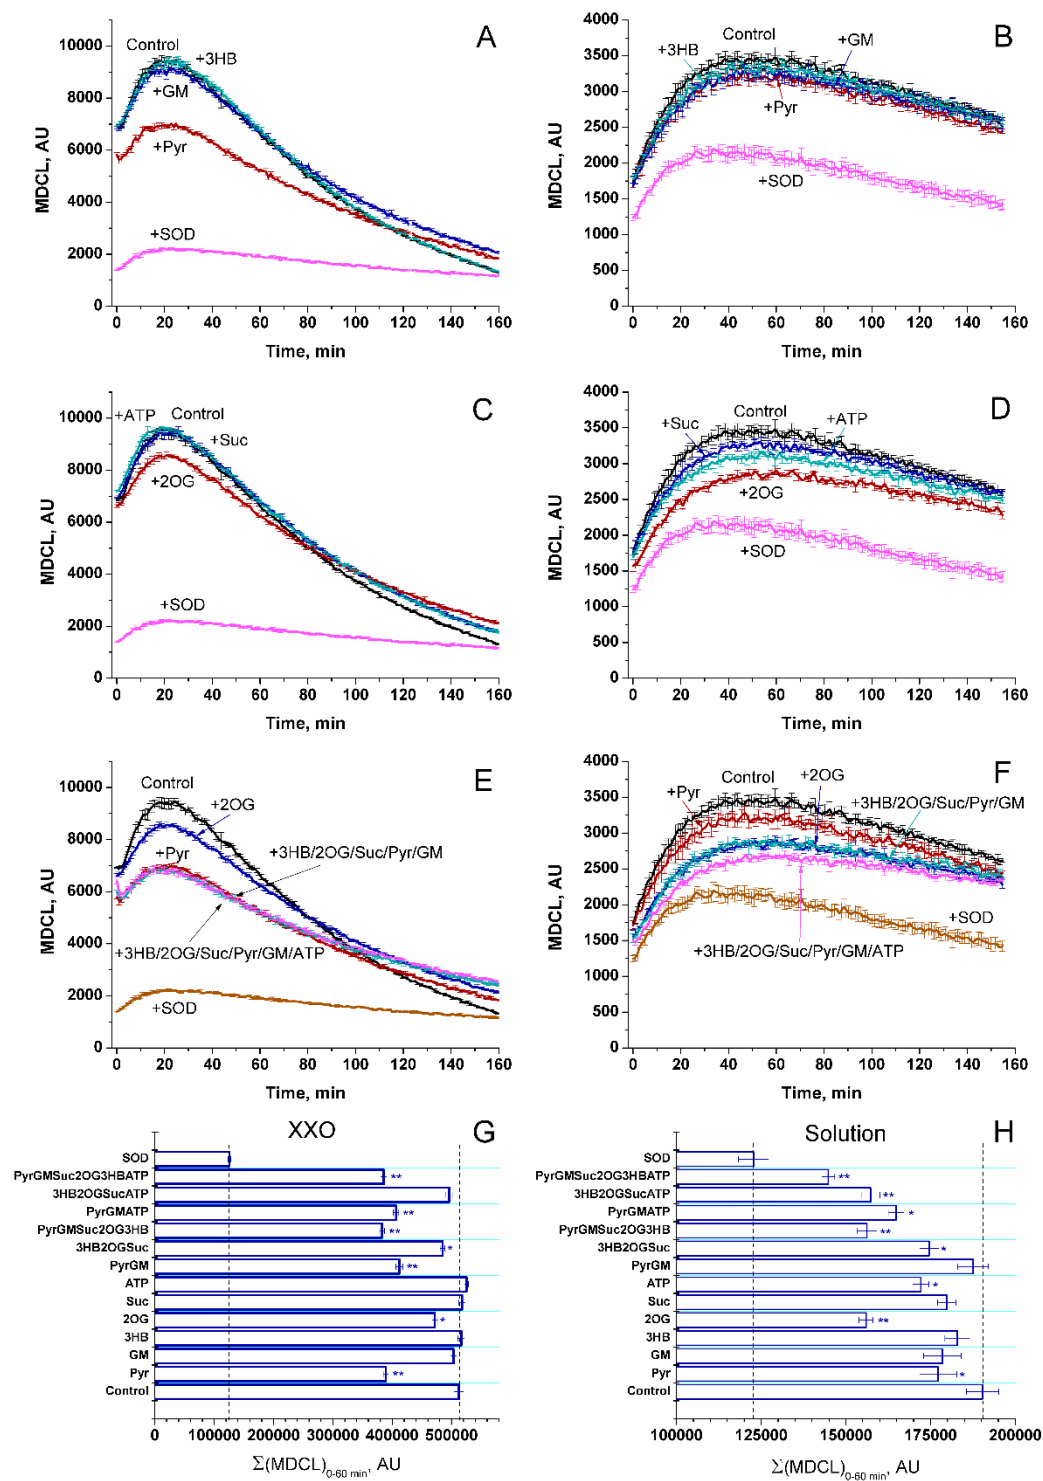 A
MDCL, AU
10000
8000
6000
4000
2000
0
Control
+3HB
+GM
+Pyr
+SOD
0 20 40 60 80 100 120 140 160
Time, min
B
MDCL, AU
4000
3500
3000
2500
2000
1500
1000
500
0
Control
+3HB
+GM
+Pyr
+SOD
0 20 40 60 80 100 120 140 160
Time, min
C
MDCL, AU
10000
8000
6000
4000
2000
0
+ATP
Control
+Suc
+2OG
+SOD
0 20 40 60 80 100 120 140 160
Time, min
D
MDCL, AU
4000
3500
3000
2500
2000
1500
1000
500
0
Control
+Suc
+ATP
+2OG
+SOD
0 20 40 60 80 100 120 140 160
Time, min
E
MDCL, AU
10000
8000
6000
4000
2000
0
Control
+2OG
+Pyr
+3HB/2OG/Suc/Pyr/GM
+3HB/2OG/Suc/Pyr/GM/ATP
+SOD
0 20 40 60 80 100 120 140 160
Time, min
F
MDCL, AU
4000
3500
3000
2500
2000
1500
1000
500
0
Control
+2OG
+Pyr
+3HB/2OG/Suc/Pyr/GM
+SOD
+3HB/2OG/Suc/Pyr/GM/ATP
0 20 40 60 80 100 120 140 160
Time, min
XXO
G
SOD
PyrGMSuc2OG3HBATP **
3HB2OGSucATP
PyrGMATP **
PyrGMSuc2OG3HB **
3HB2OGSuc *
PyrGM **
ATP
Suc
2OG *
3HB
GM
Pyr **
Control
0 100000 200000 300000 400000 500000
Σ(MDCL)0-60 min, AU
Solution
H
SOD
PyrGMSuc2OG3HBATP **
3HB2OGSucATP **
PyrGMATP *
PyrGMSuc2OG3HB **
3HB2OGSuc *
PyrGM
ATP *
Suc
2OG **
3HB
GM
Pyr *
Control
100000 125000 150000 175000 200000
Σ(MDCL)0-60 min, AU